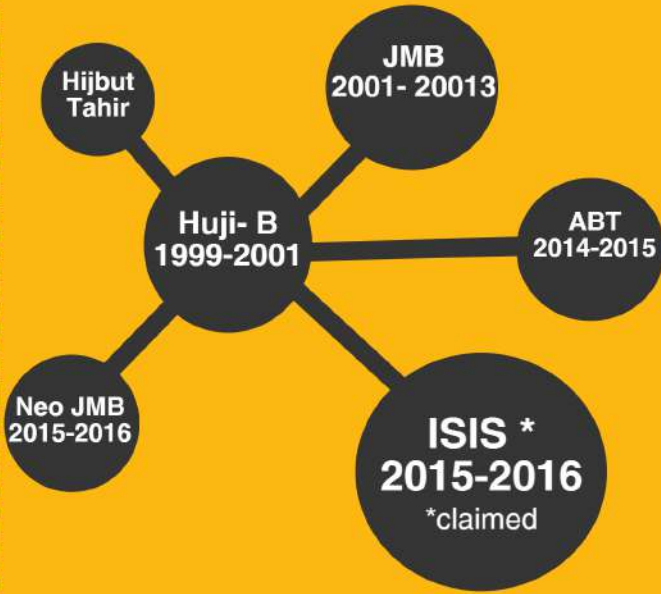 Hijbut
Tahir
JMB
2001- 20013
Huji- B
1999-2001
ABT
2014-2015
Neo JMB
2015-2016
ISIS *
2015-2016
*claimed